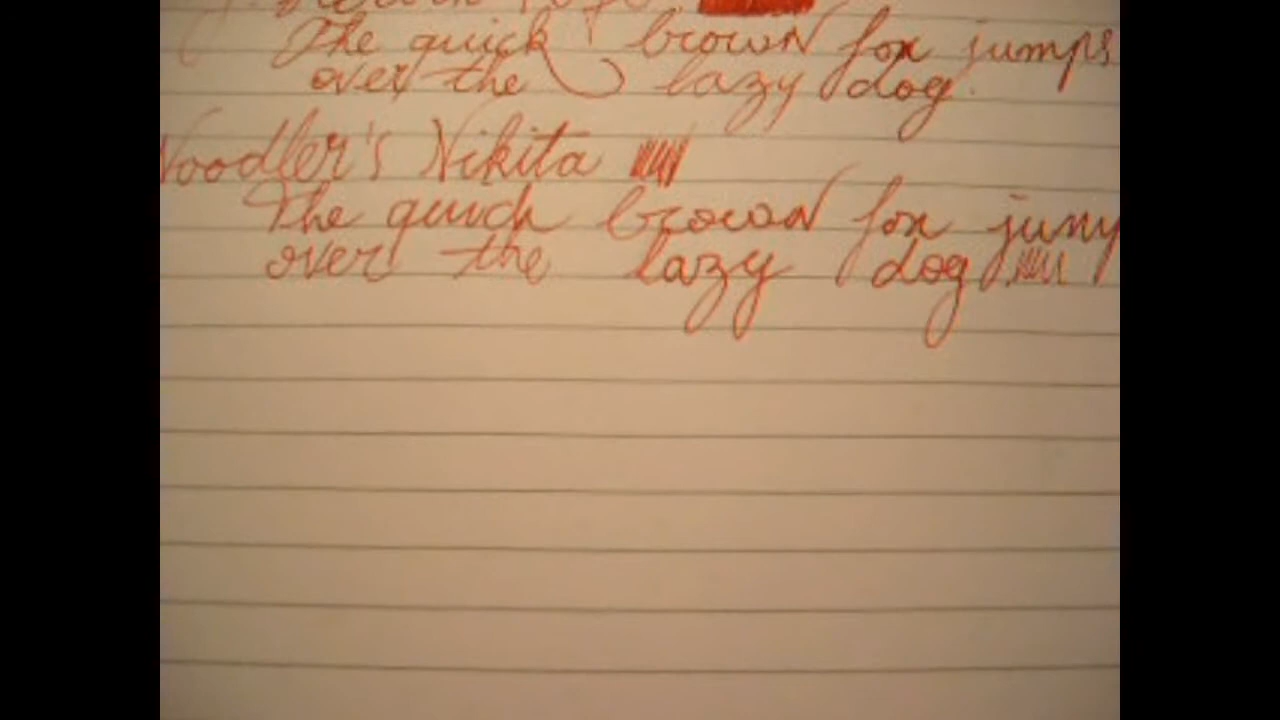 The quick brown fox jumps
over the lazy dog.
Noodler's Nikita
The quick brown fox jump
over the lazy dog.